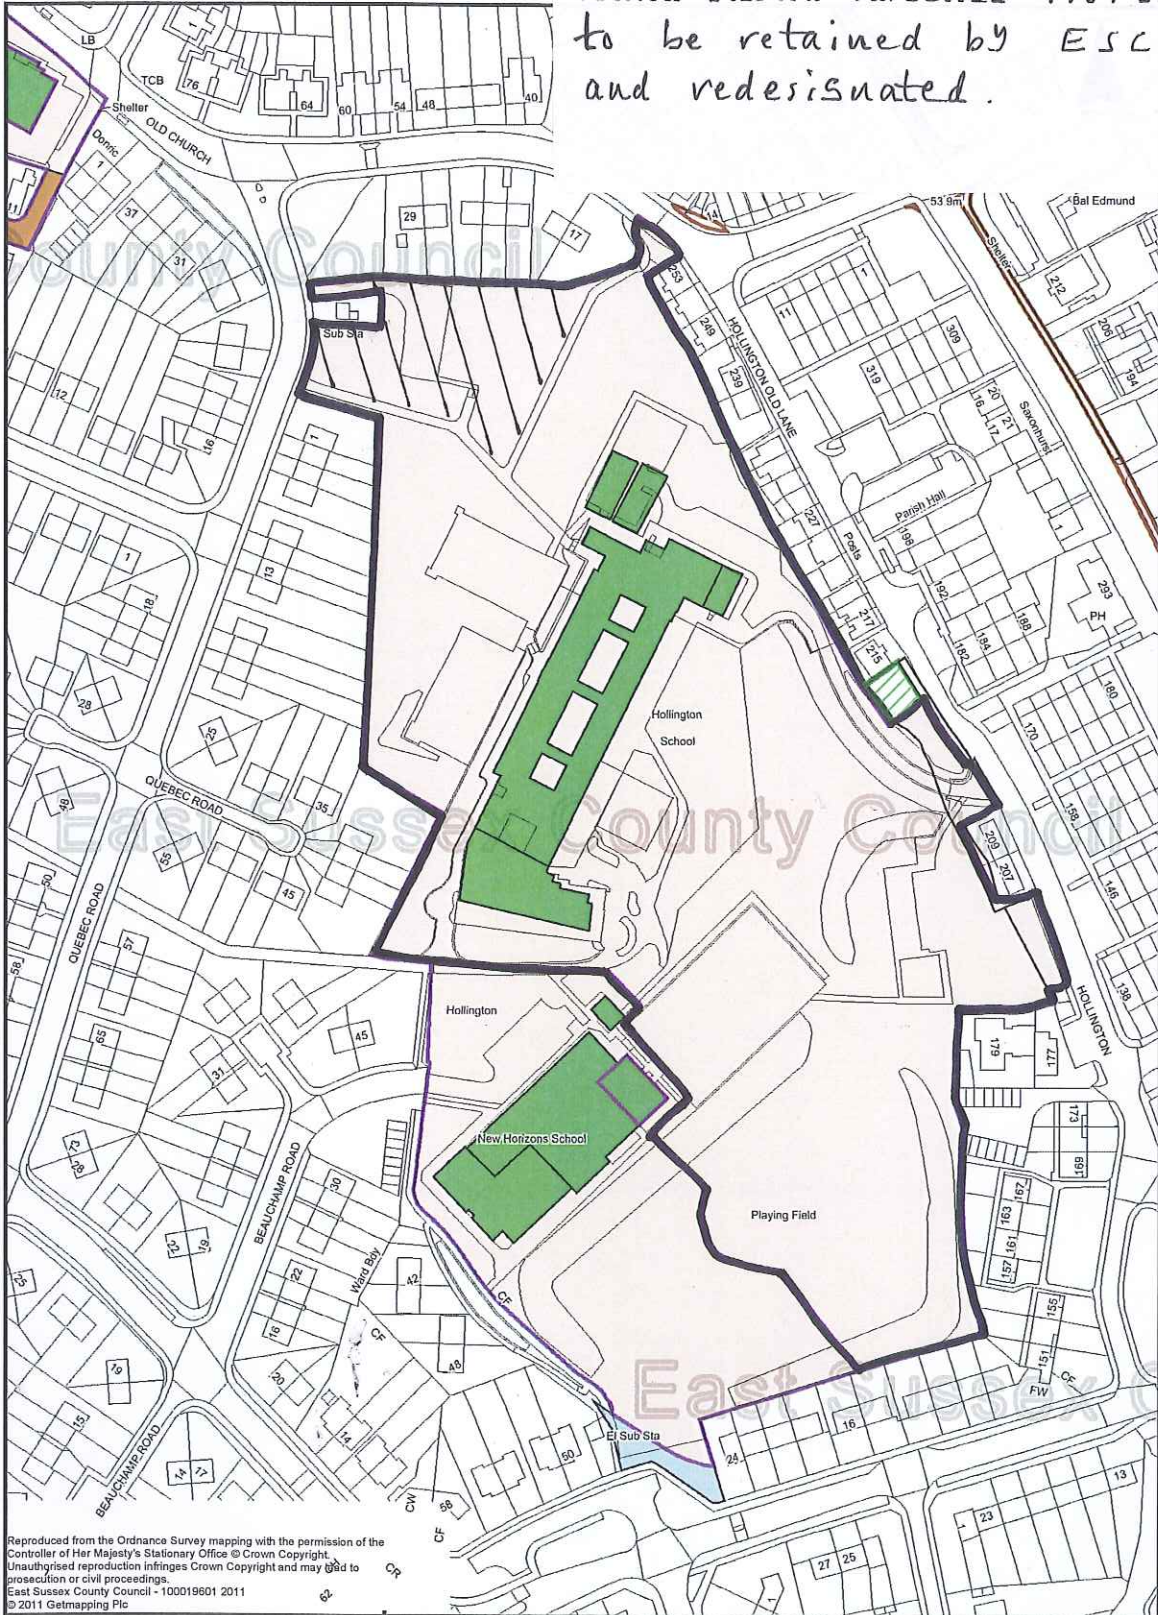 to be retained by ESC
and redesignated.
LB
TCB
76
64
60
54
48
40
Shelter
OLD CHURCH
Donric
1
37
31
11
29
17
14
53.9m
Bal Edmund
Shelter
212
206
194
County Council
Sub Sta
253
249
239
HOLLINGTON OLD LANE
1
11
309
319
20
16
21
17
Saxonhurst
1
12
16
1
13
1
18
227
Posts
Parish Hall
198
192
182
184
188
293
PH
217
215
180
170
28
25
Hollington
School
QUEBEC ROAD
48
35
55
45
East Sussex County Council
158
209
207
146
50
QUEBEC ROAD
58
57
138
HOLLINGTON
Hollington
45
65
31
179
177
73
28
New Horizons School
173
169
BEAUCHAMP ROAD
30
167
163
161
157
Playing Field
22
19
Ward Bdy
22
42
CF
25
16
CF
48
155
151
CF
FW
19
20
14
15
East Sussex C
16
24
El Sub Sta
50
BEAUCHAMP ROAD
14
17
CW
CF
58
13
23
1
27
25
1
CR
62
Reproduced from the Ordnance Survey mapping with the permission of the
Controller of Her Majesty's Stationary Office © Crown Copyright.
Unauthorised reproduction infringes Crown Copyright and may lead to
prosecution or civil proceedings.
East Sussex County Council - 100019601 2011
© 2011 Getmapping Plc